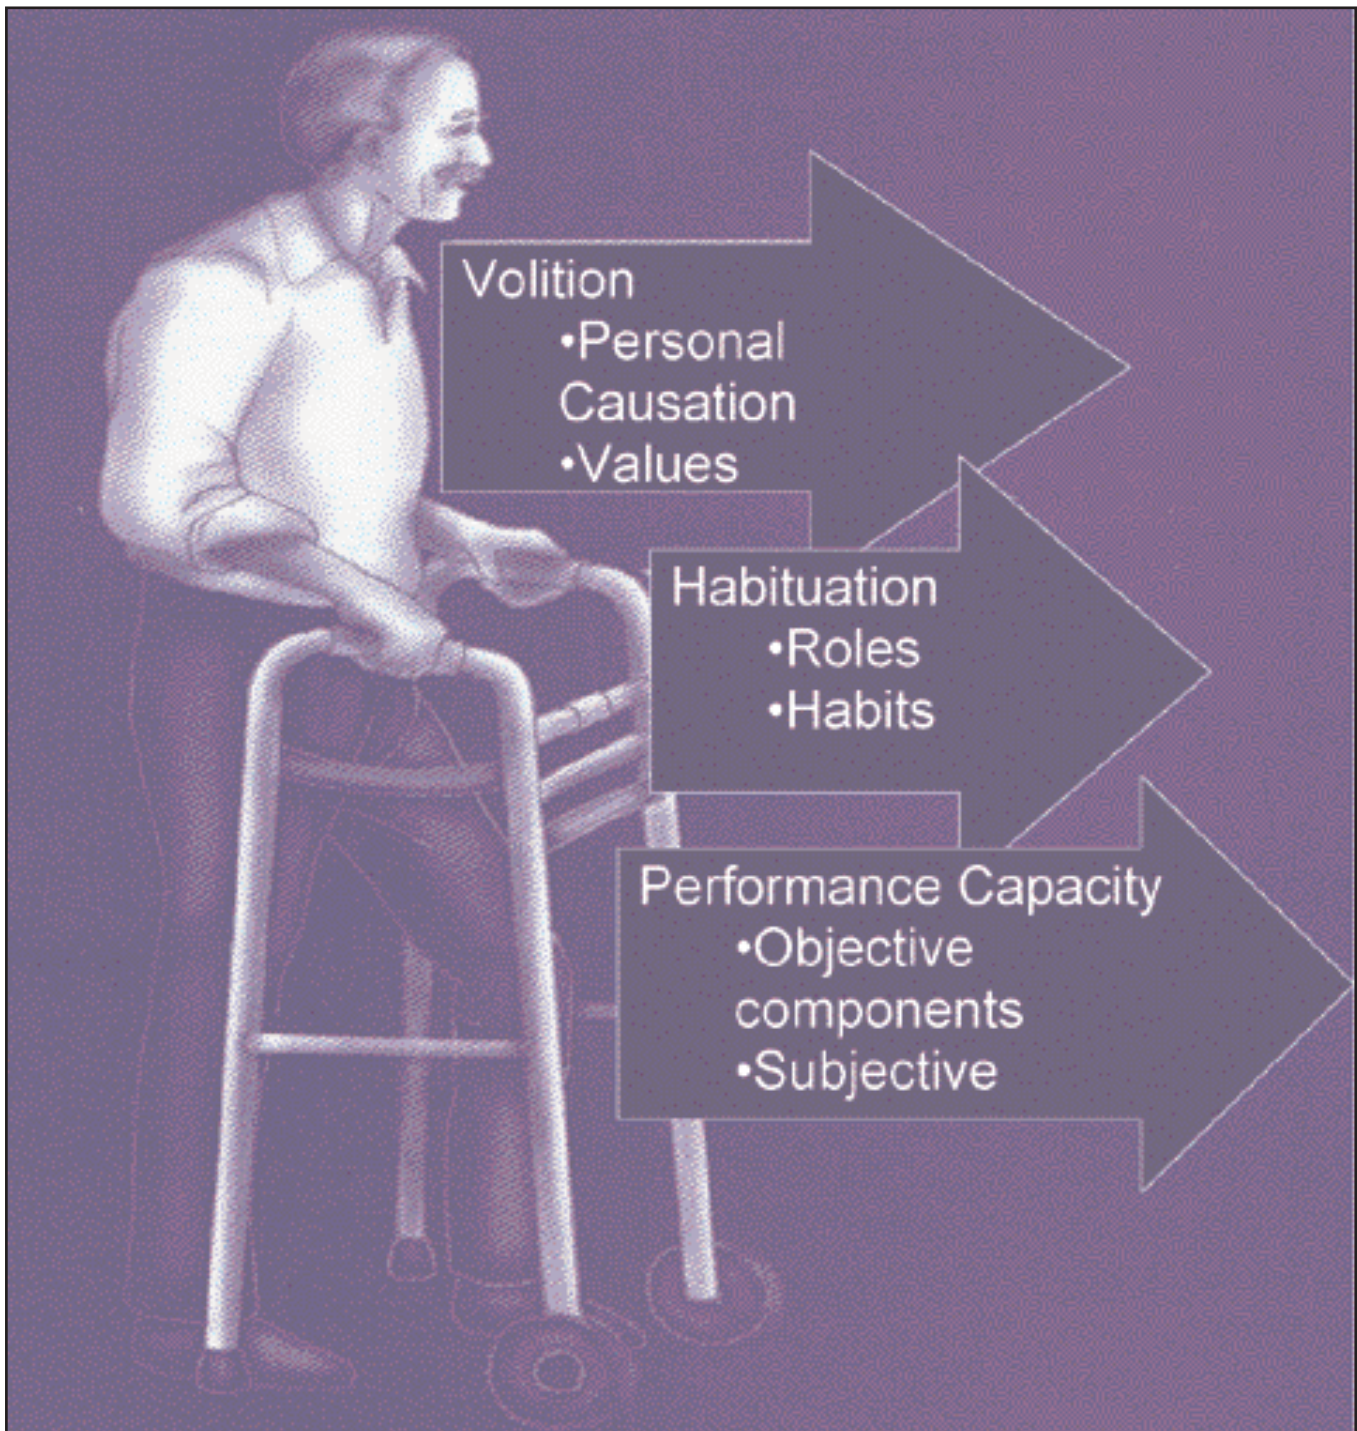 Volition
•Personal
Causation
•Values
Habituation
•Roles
•Habits
Performance Capacity
•Objective
components
•Subjective